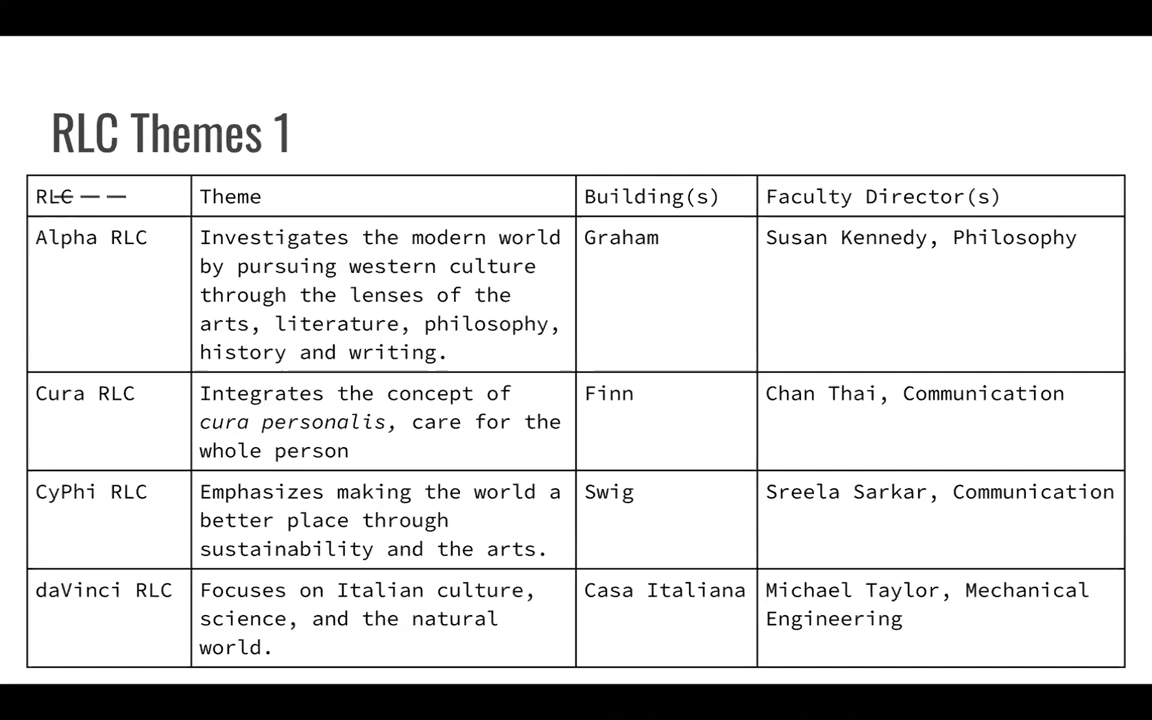 RLC Themes 1
RLC Theme Building(s) Faculty Director(s)
Alpha RLC Investigates the modern world Graham Susan Kennedy, Philosophy
by pursuing western culture
through the lenses of the
arts, literature, philosophy,
history and writing.
Cura RLC Integrates the concept of Finn Chan Thai, Communication
cura personalis, care for the
whole person
CyPhi RLC Emphasizes making the world a Swig Sreela Sarkar, Communication
better place through
sustainability and the arts.
daVinci RLC Focuses on Italian culture, Casa Italiana Michael Taylor, Mechanical
science, and the natural Engineering
world.